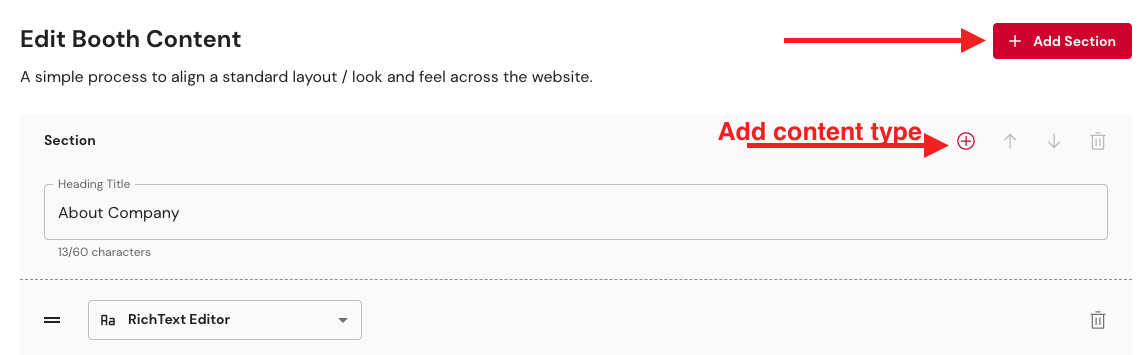 Edit Booth Content
+ Add Section
A simple process to align a standard layout / look and feel across the website.
Add content type
Section
Heading Title
About Company
13/60 characters
Aa RichText Editor